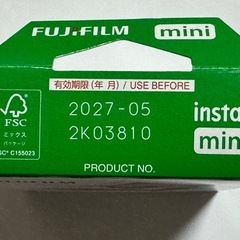 FUJIFILM
mini
有効期限(年 月) / USE BEFORE
2027-05
2K03810
PRODUCT NO.
FSC
ミックス
パッケージ
FSC® C155023
insta
mini